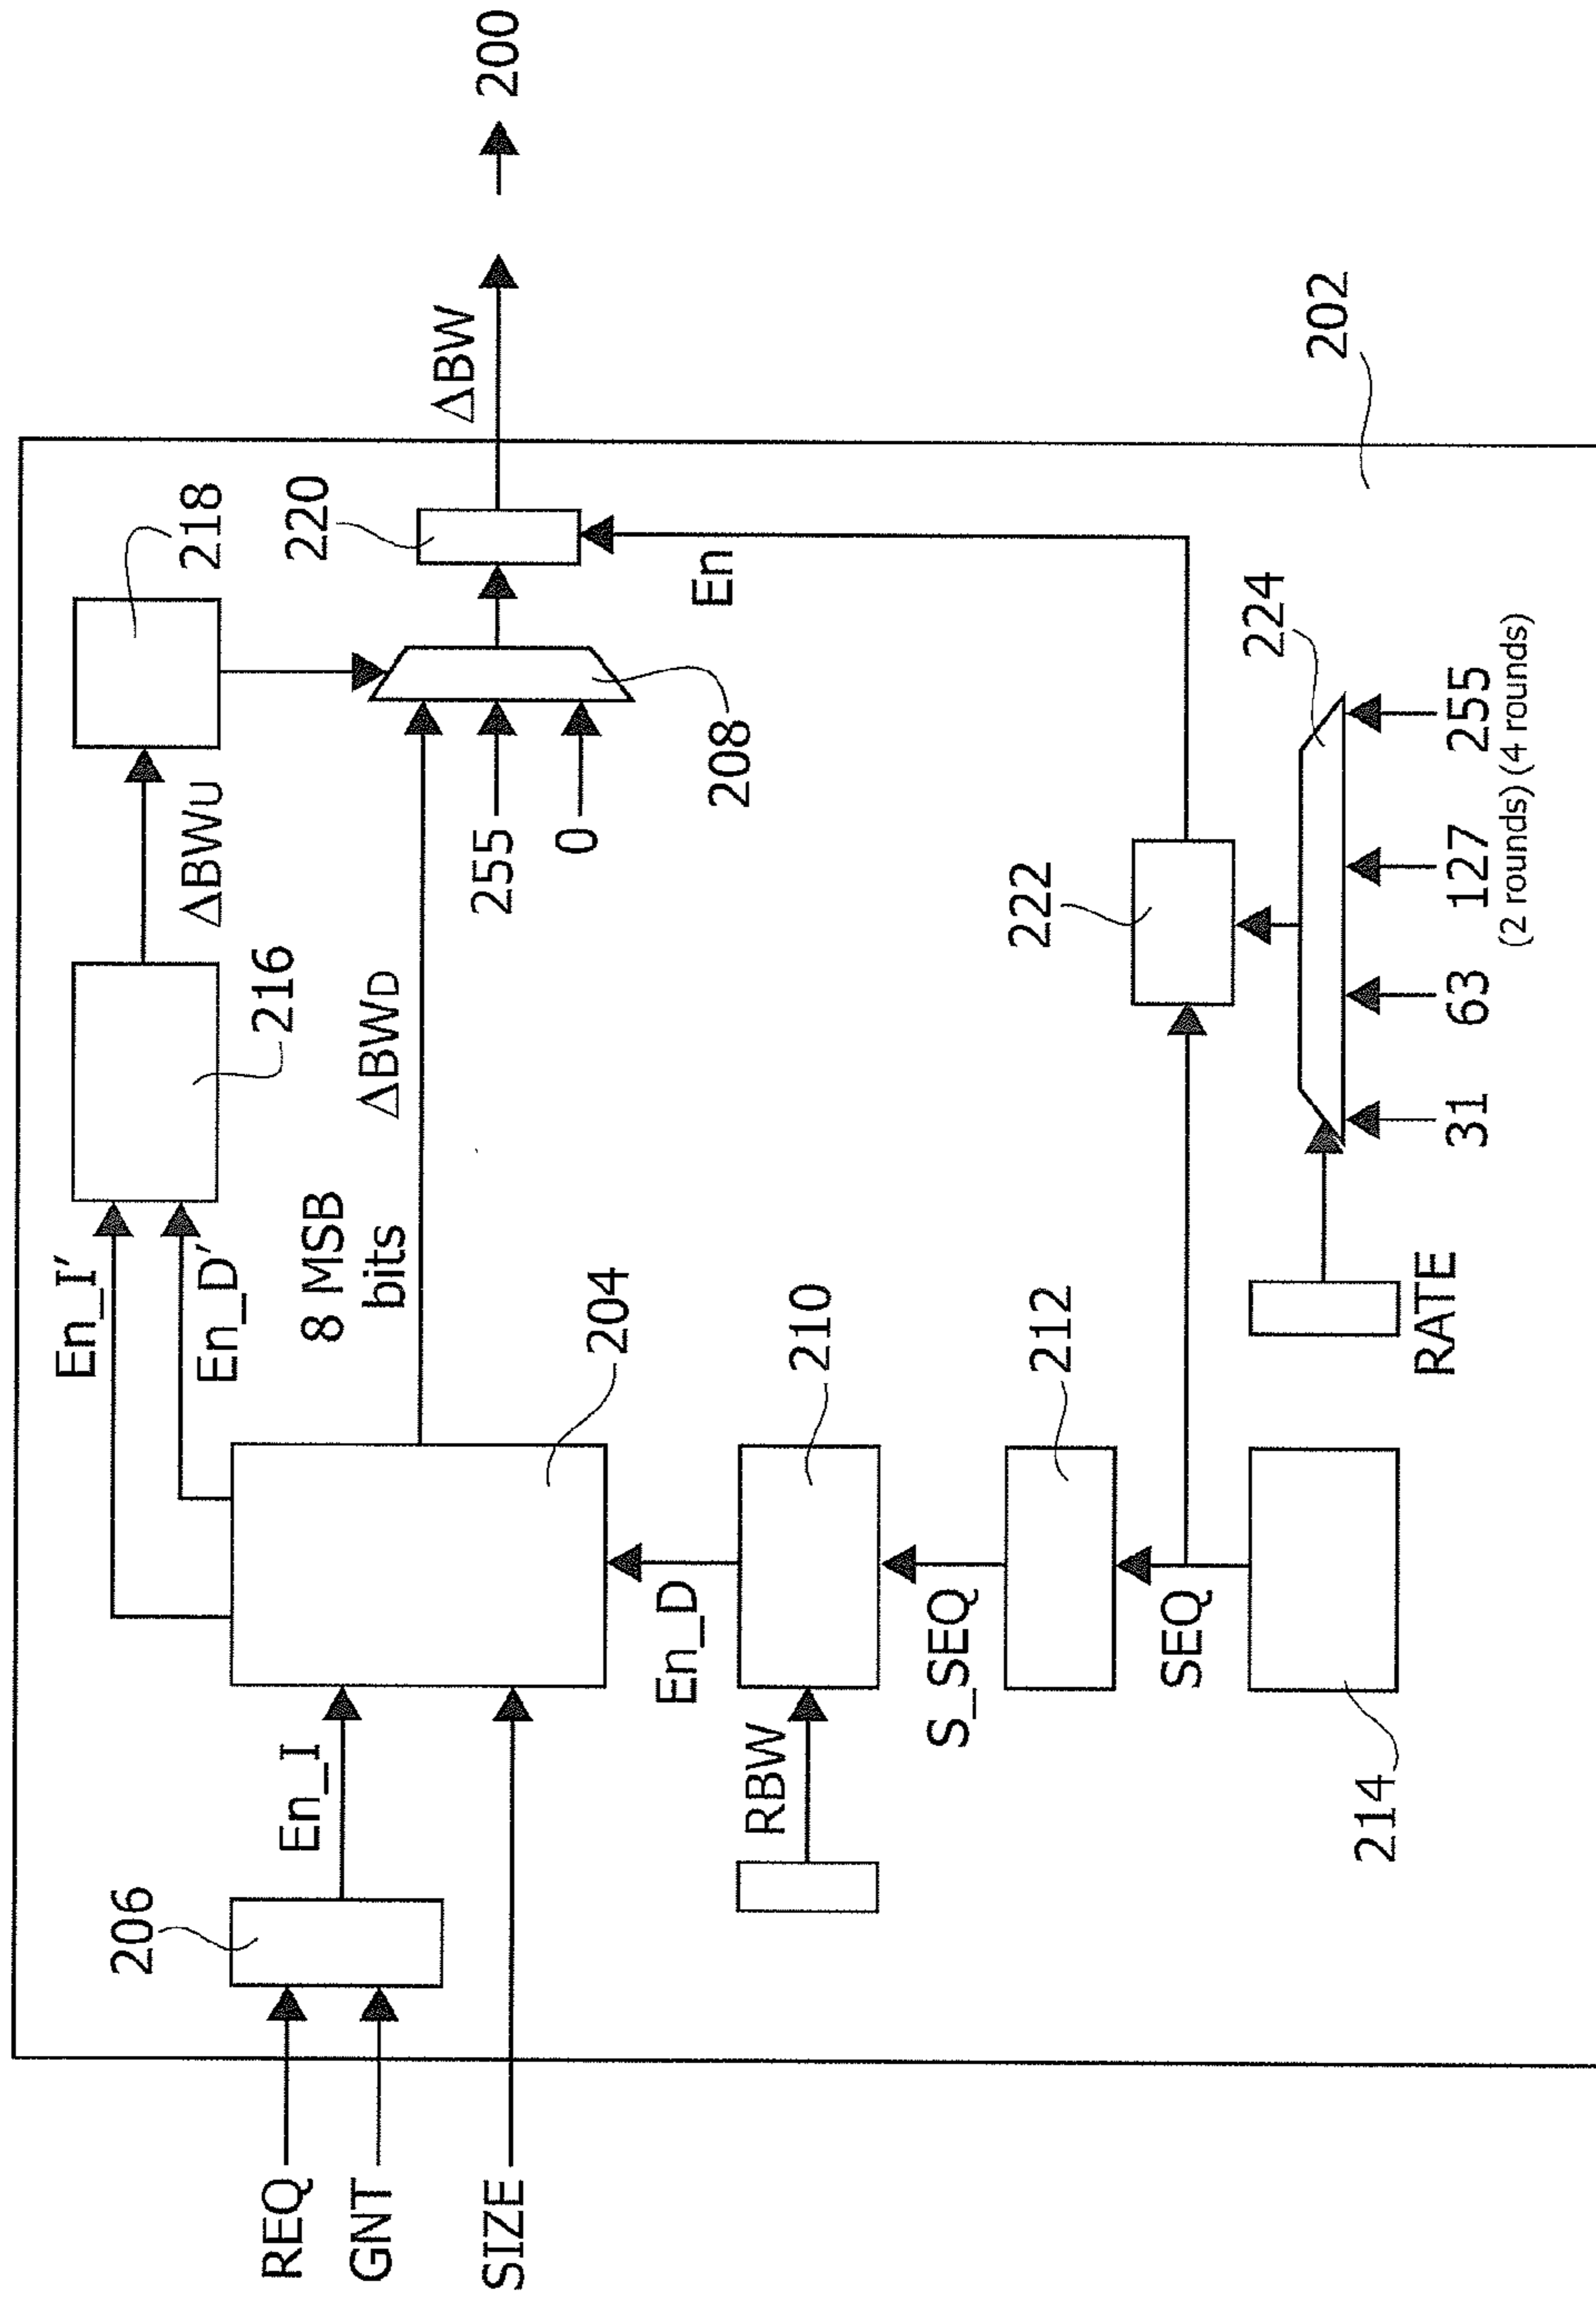 218
En_I′
ΔBWU
220
216
En_D′
ΔBW
200
206
8 MSB
bits
ΔBWD
REQ
En_I
255
GNT
0
208
204
En
SIZE
En_D
210
RBW
222
S_SEQ
212
SEQ
224
202
214
RATE
31
63
127
255
(2 rounds)
(4 rounds)